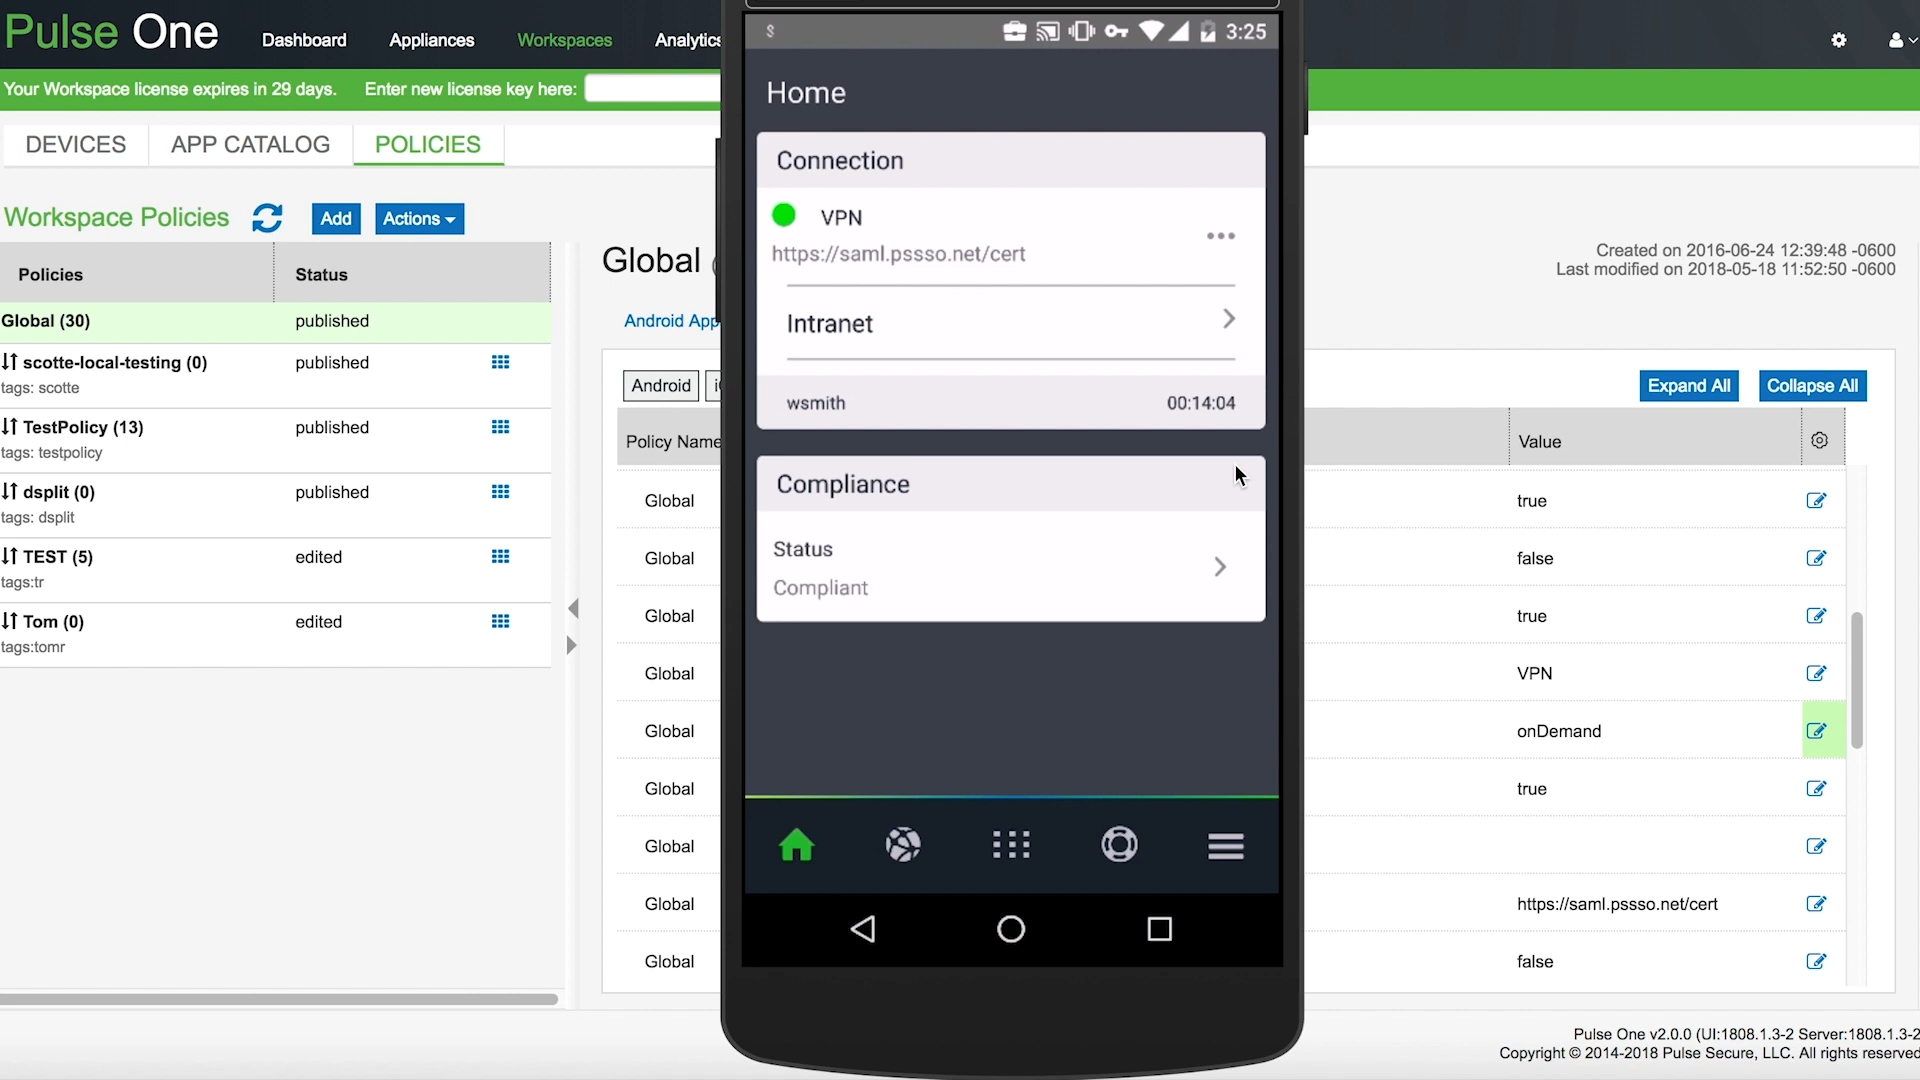 Pulse One
Dashboard
Appliances
Workspaces
Analytics
Your Workspace license expires in 29 days.
Enter new license key here:
DEVICES
APP CATALOG
POLICIES
Workspace Policies
Add
Actions
Policies
Status
Global (30)
published
scotte-local-testing (0)
published
tags: scotte
TestPolicy (13)
published
tags: testpolicy
dsplit (0)
published
tags: dsplit
TEST (5)
edited
tags:tr
Tom (0)
edited
tags:tomr
Global
Created on 2016-06-24 12:39:48 -0600
Last modified on 2018-05-18 11:52:50 -0600
Android App
Android
Expand All
Collapse All
Policy Name
Value
Global
true
Global
false
Global
true
Global
VPN
Global
onDemand
Global
true
Global
Global
https://saml.pssso.net/cert
Global
false
3:25
Home
Connection
VPN
https://saml.pssso.net/cert
Intranet
wsmith
00:14:04
Compliance
Status
Compliant
Pulse One v2.0.0 (UI:1808.1.3-2 Server:1808.1.3-2
Copyright © 2014-2018 Pulse Secure, LLC. All rights reserved